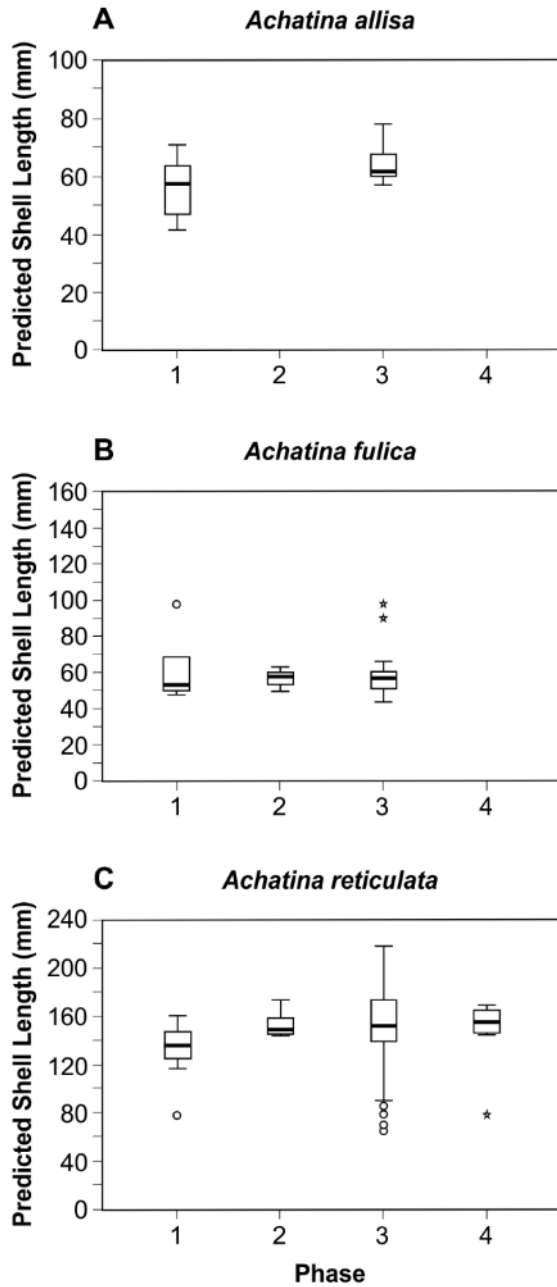 A Achatina allisa
Predicted Shell Length (mm)
100
80
60
40
20
0
1 2 3 4
B Achatina fulica
Predicted Shell Length (mm)
160
140
120
100
80
60
40
20
0
1 2 3 4
C Achatina reticulata
Predicted Shell Length (mm)
240
200
160
120
80
40
0
1 2 3 4
Phase